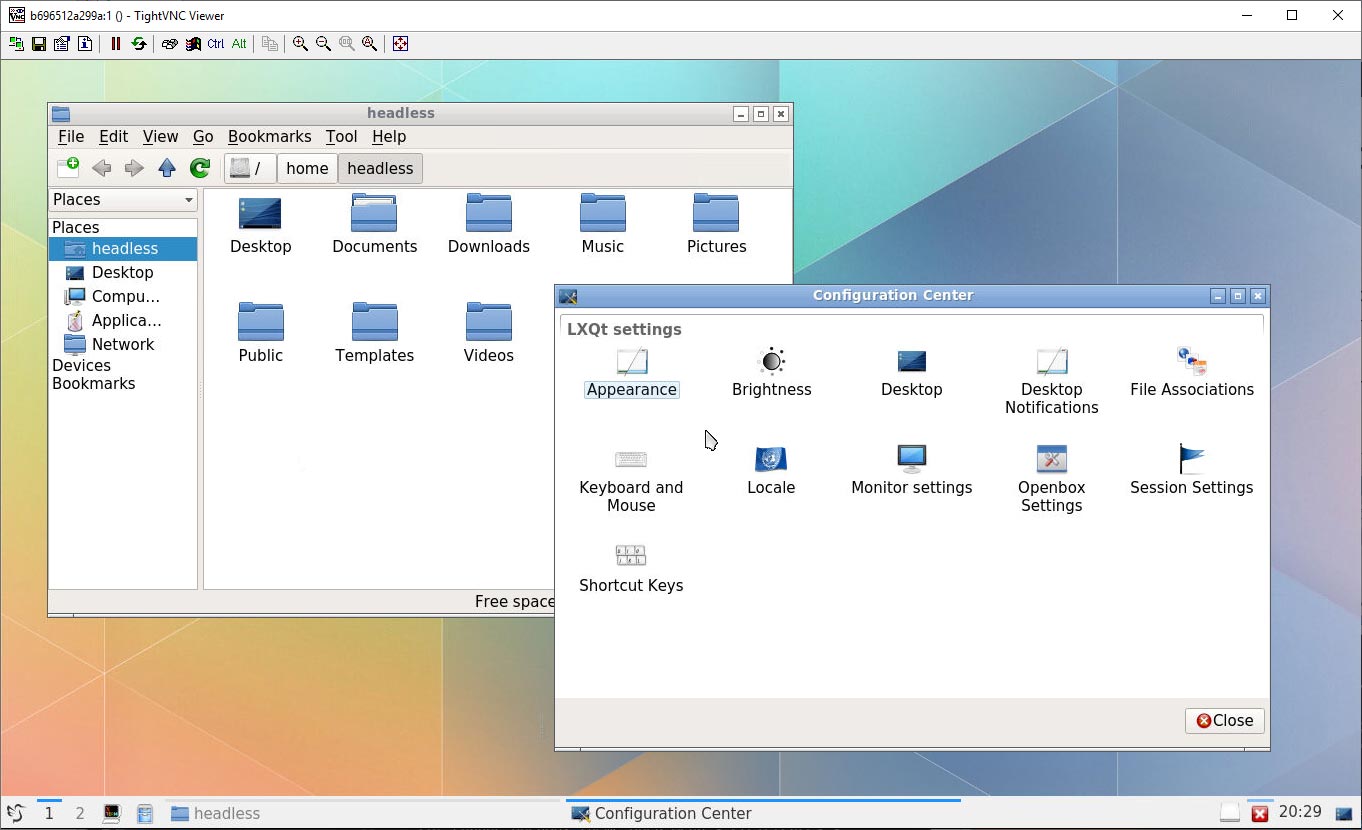 b696512a299a:1 () - TightVNC Viewer
Ctrl Alt
headless
File Edit View Go Bookmarks Tool Help
/ home headless
Places
Places
headless
Desktop
Compu...
Applica...
Network
Devices
Bookmarks
Desktop Documents Downloads Music Pictures
Public Templates Videos
Free space
Configuration Center
LXQt settings
Appearance Brightness Desktop Desktop Notifications File Associations
Keyboard and Mouse Locale Monitor settings Openbox Settings Session Settings
Shortcut Keys
Close
1 2 headless Configuration Center 20:29